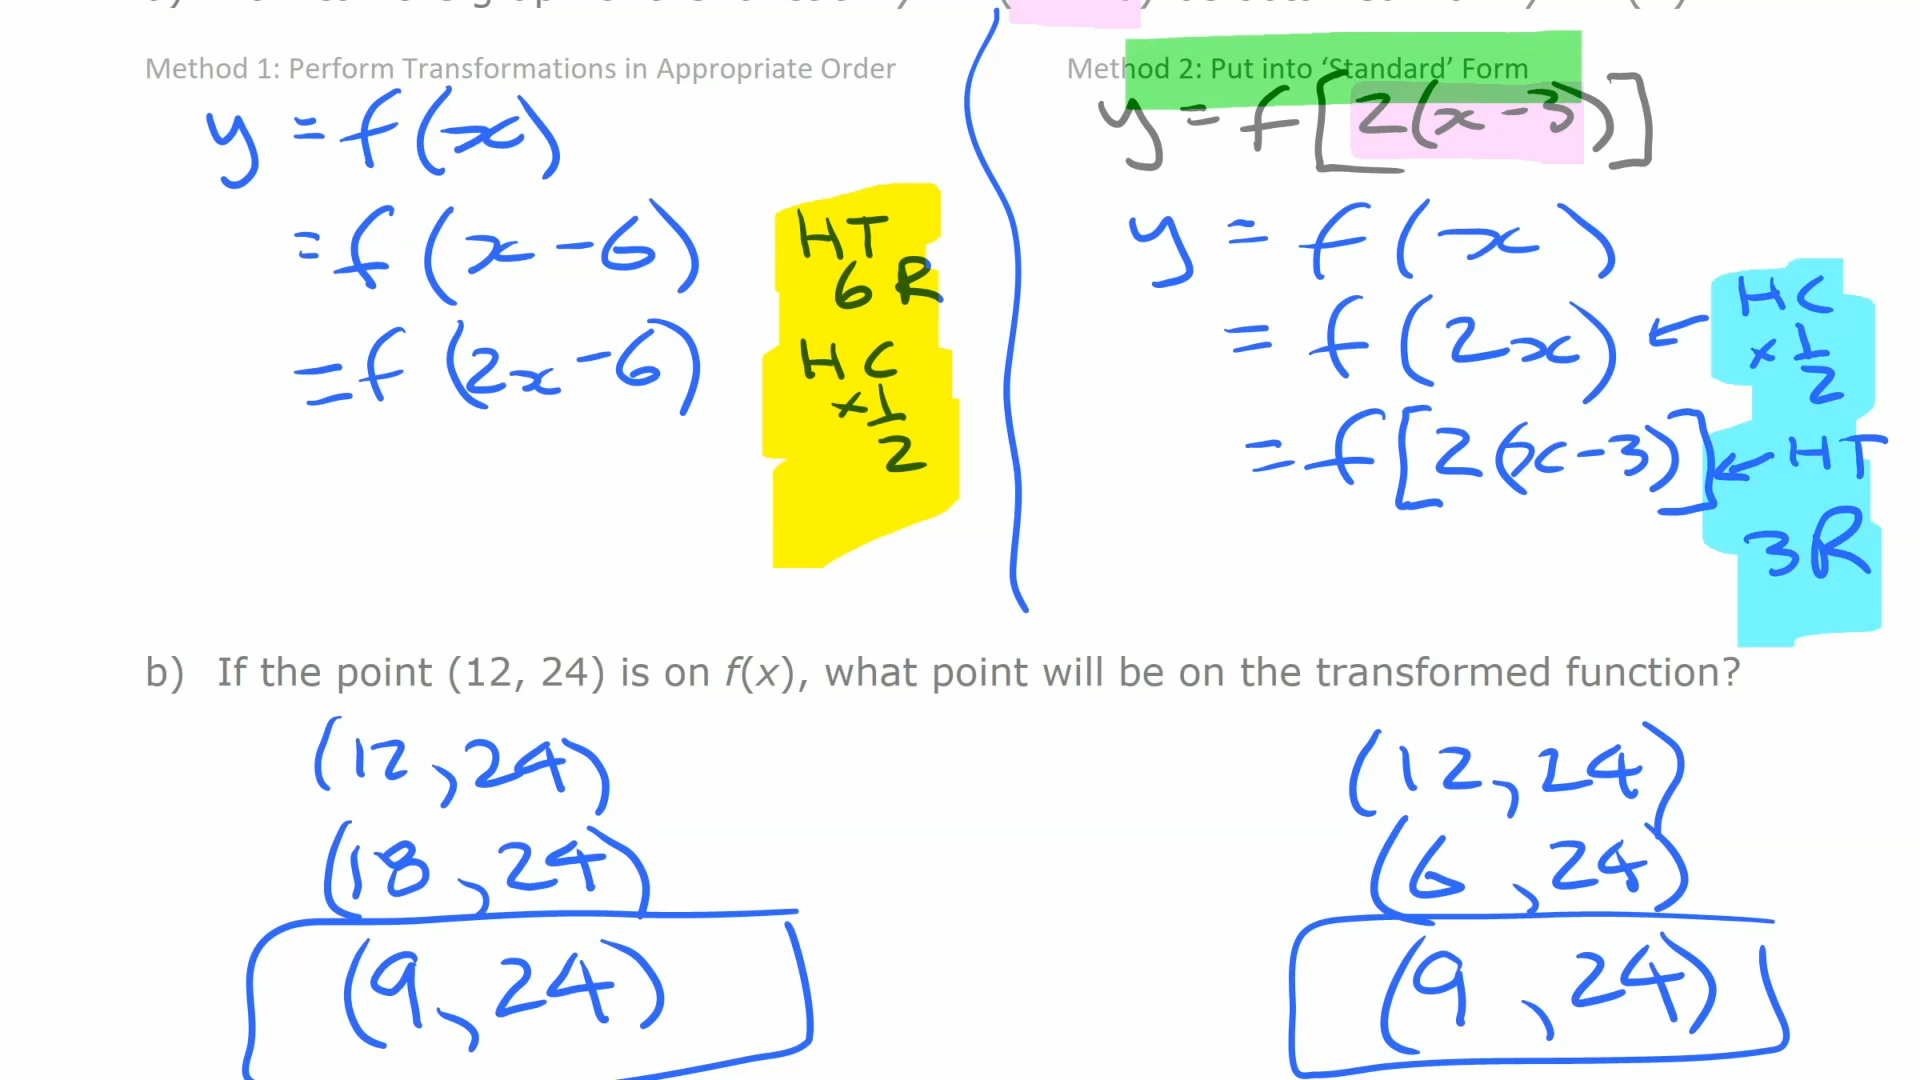 Method 1: Perform Transformations in Appropriate Order
y = f(x)
= f(x-6)
= f(2x-6)
HT
6 R
HC
×1/2
Method 2: Put into ‘Standard’ Form
y = f[2(x-3)]
y = f(x)
= f(2x) ← HC
× 1/2
= f[2(x-3)] ← HT
3R
b) If the point (12, 24) is on f(x), what point will be on the transformed function?
(12,24)
(18,24)
(9,24)
(12,24)
(6,24)
(9,24)